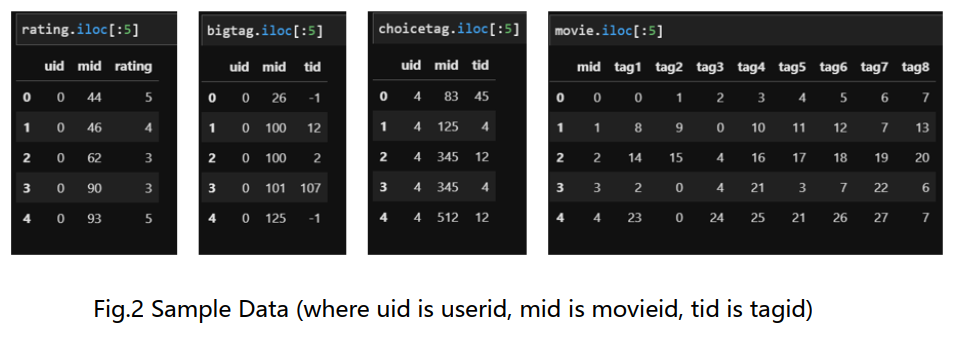 rating.iloc[:5]
uid mid rating
0 0 44 5
1 0 46 4
2 0 62 3
3 0 90 3
4 0 93 5
bigtag.iloc[:5]
uid mid tid
0 0 26 -1
1 0 100 12
2 0 100 2
3 0 101 107
4 0 125 -1
choicetag.iloc[:5]
uid mid tid
0 4 83 45
1 4 125 4
2 4 345 12
3 4 345 4
4 4 512 12
movie.iloc[:5]
mid tag1 tag2 tag3 tag4 tag5 tag6 tag7 tag8
0 0 0 1 2 3 4 5 6 7
1 1 8 9 0 10 11 12 7 13
2 2 14 15 4 16 17 18 19 20
3 3 2 0 4 21 3 7 22 6
4 4 23 0 24 25 21 26 27 7
Fig.2 Sample Data (where uid is userid, mid is movieid, tid is tagid)